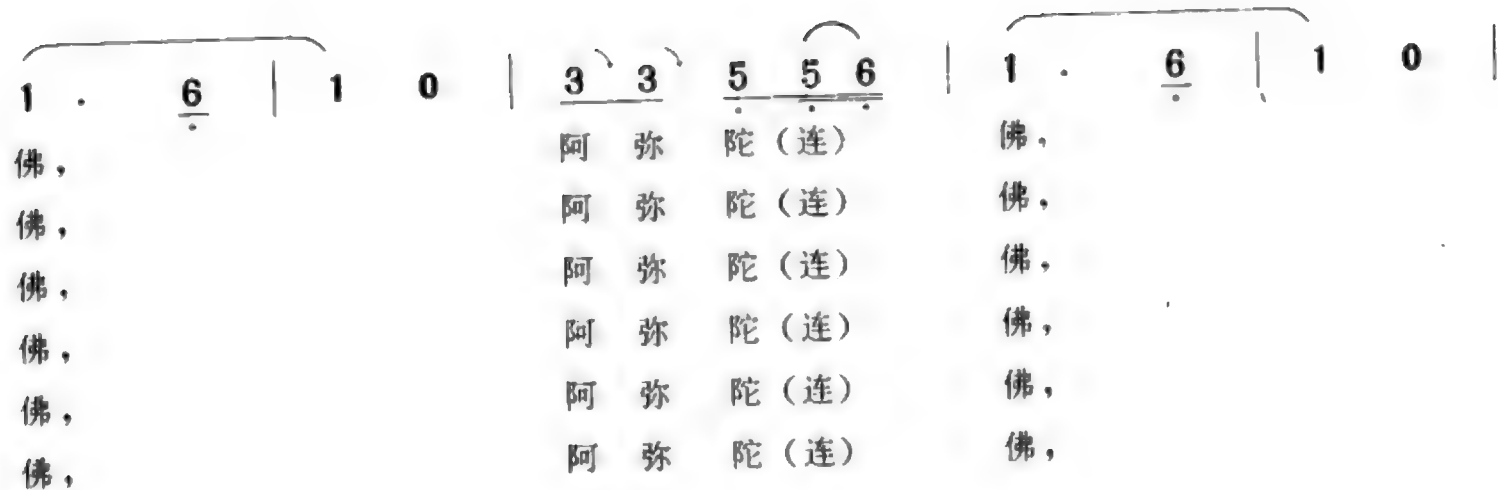 1 . 6 | 1 0 | 3 3 5 5 6 | 1 . 6 | 1 0 |
佛， 阿 弥 陀（连） 佛，
佛， 阿 弥 陀（连） 佛，
佛， 阿 弥 陀（连） 佛，
佛， 阿 弥 陀（连） 佛，
佛， 阿 弥 陀（连） 佛，
佛， 阿 弥 陀（连） 佛，